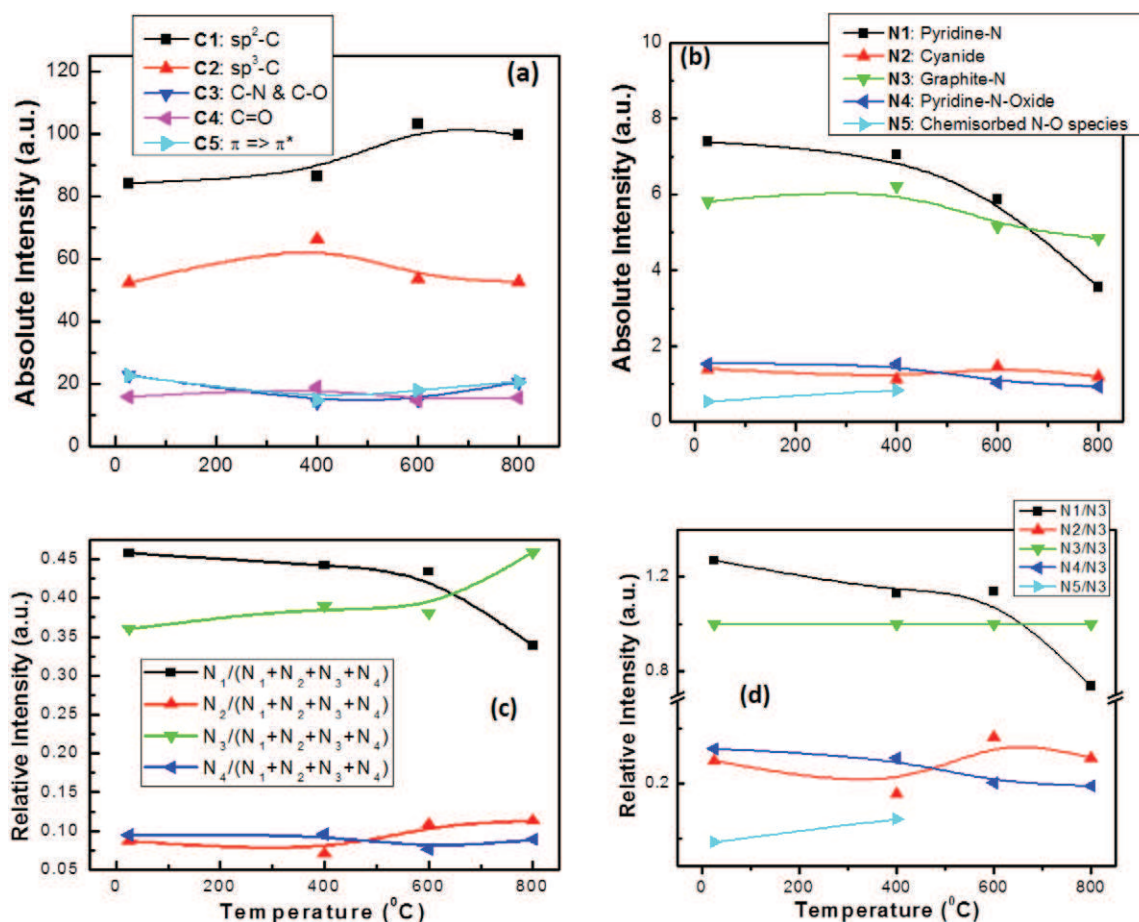 C1: sp²-C
C2: sp³-C
C3: C-N & C-O
C4: C=O
C5: π => π*
(a)
120
100
80
60
40
20
0
0 200 400 600 800
Absolute Intensity (a.u.)
N1: Pyridine-N
N2: Cyanide
N3: Graphite-N
N4: Pyridine-N-Oxide
N5: Chemisorbed N-O species
(b)
10
8
6
4
2
0
0 200 400 600 800
Absolute Intensity (a.u.)
0.45
0.40
0.35
0.30
0.25
0.20
0.15
0.10
0.05
N₁/(N₁+N₂+N₃+N₄)
N₂/(N₁+N₂+N₃+N₄)
N₃/(N₁+N₂+N₃+N₄)
N₄/(N₁+N₂+N₃+N₄)
(c)
0 200 400 600 800
Temperature (⁰C)
Relative Intensity (a.u.)
N1/N3
N2/N3
N3/N3
N4/N3
N5/N3
1.2
0.8
0.2
(d)
0 200 400 600 800
Temperature (⁰C)
Relative Intensity (a.u.)